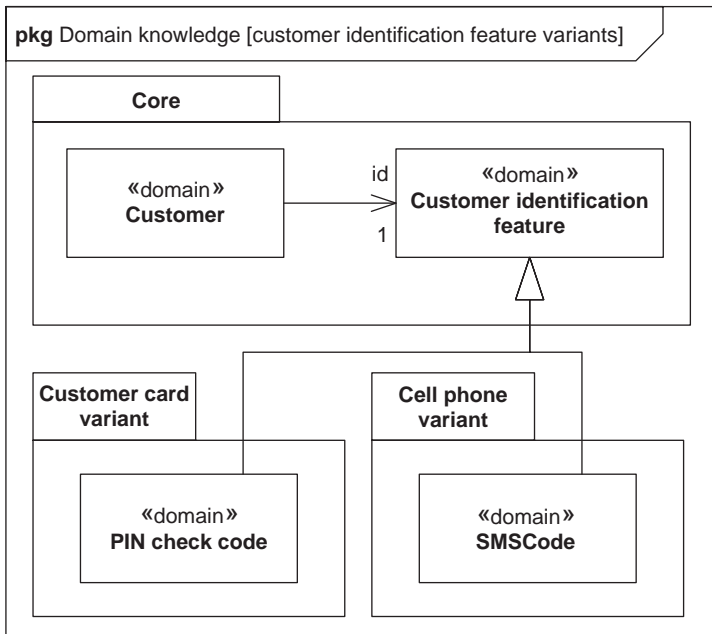 pkg Domain knowledge [customer identification feature variants]
Core
«domain»
Customer
id
1
«domain»
Customer identification
feature
Customer card
variant
«domain»
PIN check code
Cell phone
variant
«domain»
SMSCode